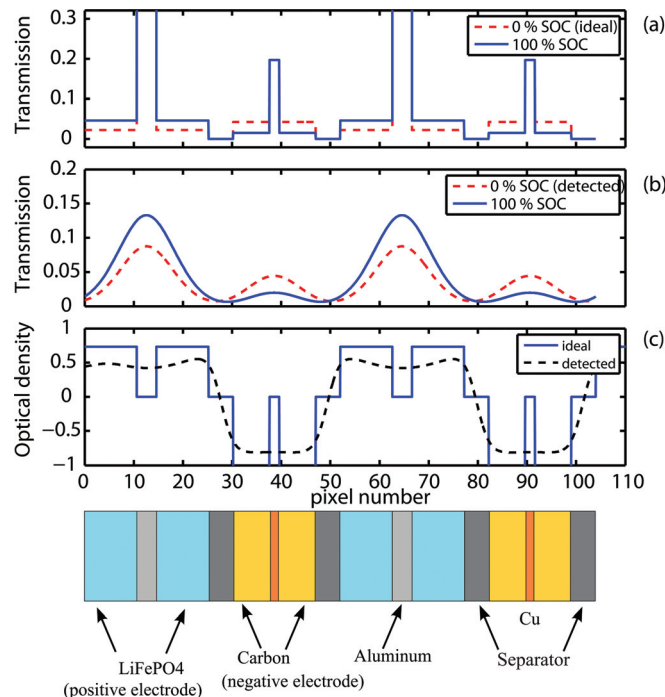 (a)
Transmission
0.3
0.2
0.1
0
0 % SOC (ideal)
100 % SOC
(b)
Transmission
0.2
0.15
0.1
0.05
0
0 % SOC (detected)
100 % SOC
(c)
Optical density
1
0.5
0
−0.5
−1
ideal
detected
0 10 20 30 40 50 60 70 80 90 100 110
pixel number
LiFePO4
(positive electrode)
Carbon
(negative electrode)
Aluminum
Cu
Separator